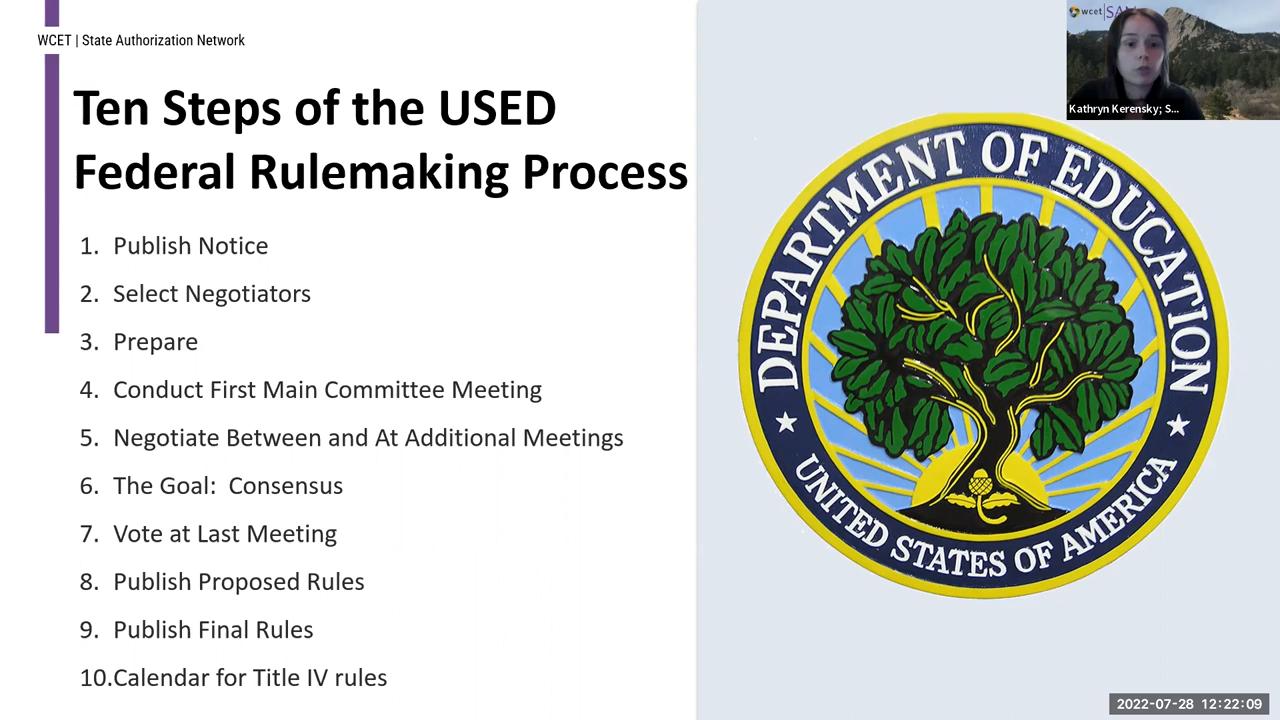 WCET | State Authorization Network
wcet|SAN
Kathryn Kerensky; S...
Ten Steps of the USED
Federal Rulemaking Process
1. Publish Notice
2. Select Negotiators
3. Prepare
4. Conduct First Main Committee Meeting
5. Negotiate Between and At Additional Meetings
6. The Goal:  Consensus
7. Vote at Last Meeting
8. Publish Proposed Rules
9. Publish Final Rules
10.Calendar for Title IV rules
DEPARTMENT OF EDUCATION
UNITED STATES OF AMERICA
2022-07-28 12:22:09